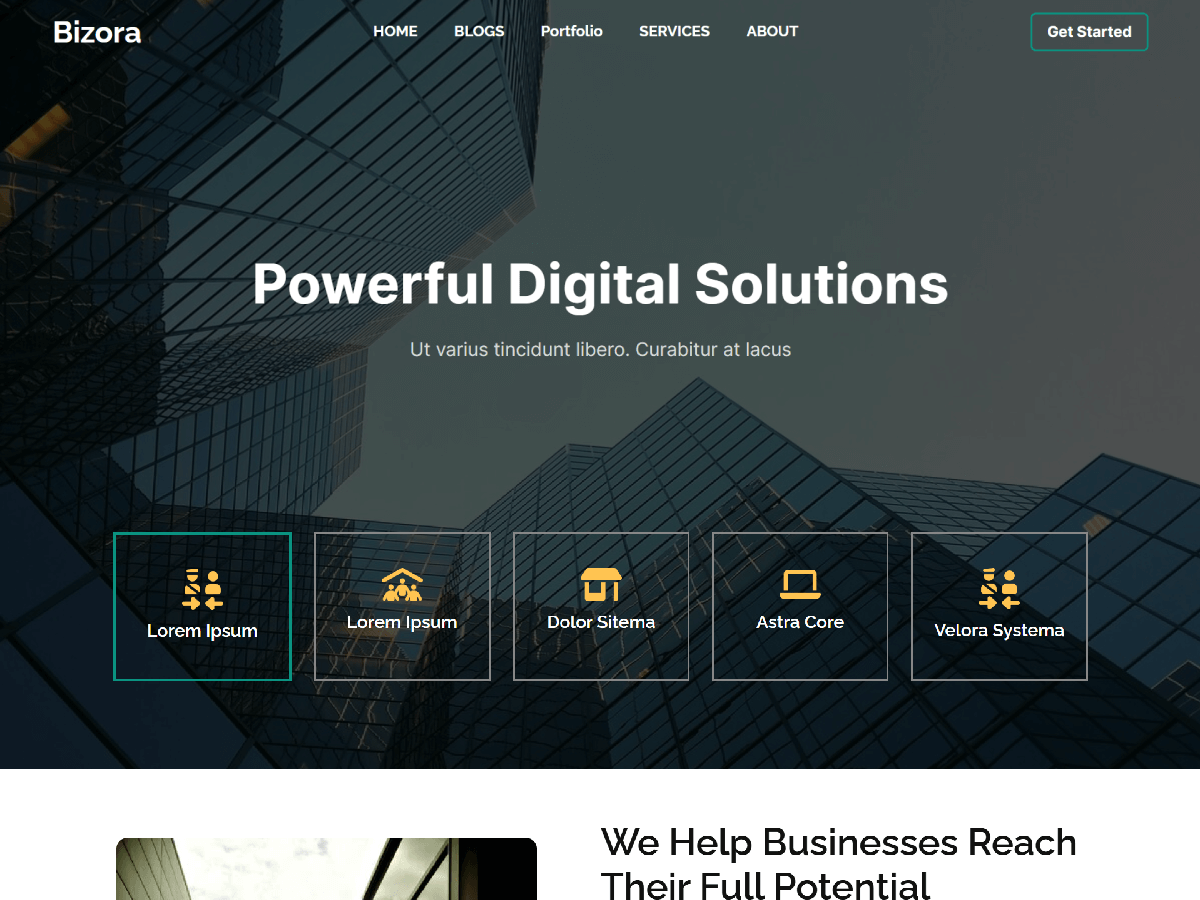 Bizora
HOME
BLOGS
Portfolio
SERVICES
ABOUT
Get Started
Powerful Digital Solutions
Ut varius tincidunt libero. Curabitur at lacus
Lorem Ipsum
Lorem Ipsum
Dolor Sitema
Astra Core
Velora Systema
We Help Businesses Reach
Their Full Potential